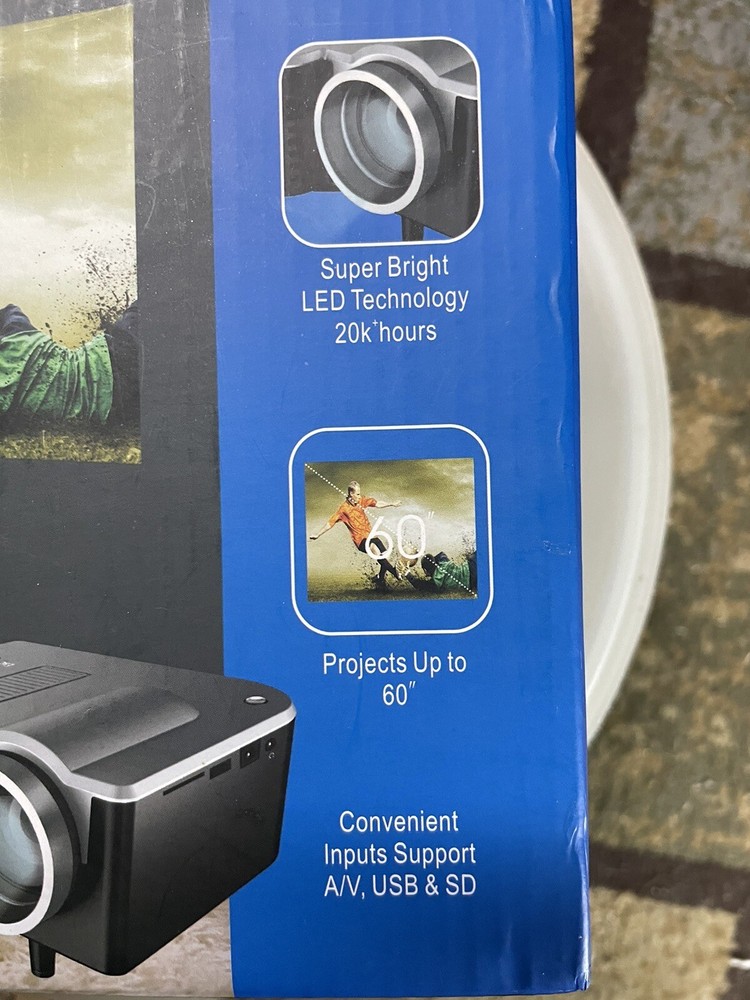 Super Bright
LED Technology
20k+hours
60"
Projects Up to
60"
Convenient
Inputs Support
A/V, USB & SD